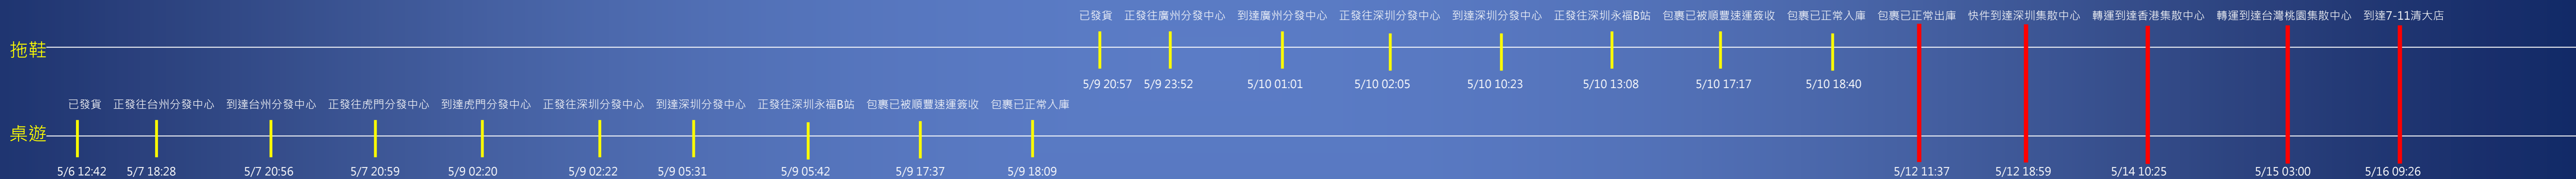 已發貨 正發往廣州分發中心 到達廣州分發中心 正發往深圳分發中心 到達深圳分發中心 正發往深圳永福B站 包裹已被順豐速運簽收 包裹已正常入庫 包裹已正常出庫 快件到達深圳集散中心 轉運到達香港集散中心 轉運到達台灣桃園集散中心 到達7-11清大店
拖鞋
5/9 20:57 5/9 23:52 5/10 01:01 5/10 02:05 5/10 10:23 5/10 13:08 5/10 17:17 5/10 18:40
已發貨 正發往台州分發中心 到達台州分發中心 正發往虎門分發中心 到達虎門分發中心 正發往深圳分發中心 到達深圳分發中心 正發往深圳永福B站 包裹已被順豐速運簽收 包裹已正常入庫
桌遊
5/6 12:42 5/7 18:28 5/7 20:56 5/7 20:59 5/9 02:20 5/9 02:22 5/9 05:31 5/9 05:42 5/9 17:37 5/9 18:09 5/12 11:37 5/12 18:59 5/14 10:25 5/15 03:00 5/16 09:26